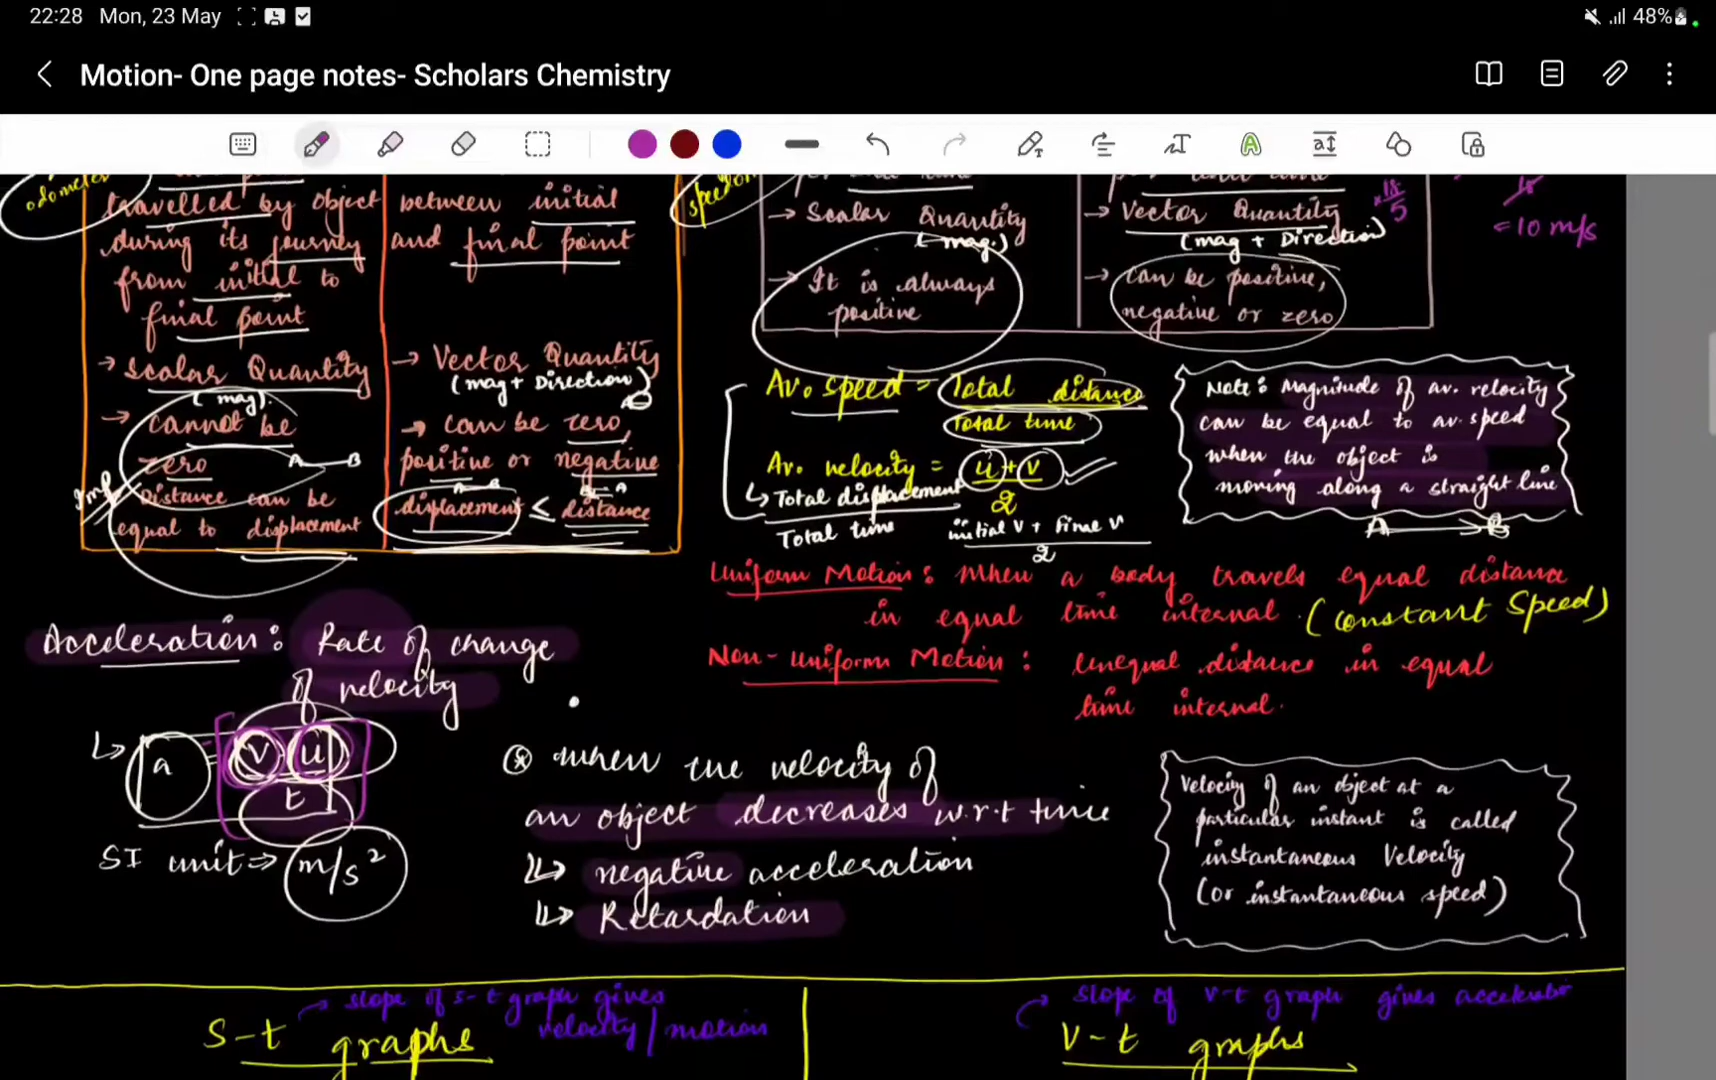 22:28 Mon, 23 May
48%
Motion- One page notes- Scholars Chemistry
odometer
travelled by object
during its journey
from initial to
final point
→ Scalar Quantity
(mag).
→ cannot be
zero A B
Imp
Distance can be
equal to displacement
between initial
and final point
→ Vector Quantity
(mag + Direction)
→ can be zero,
positive or negative
displacement ≤ distance
→ Scalar Quantity
(mag.)
→ It is always
positive
→ Vector Quantity
(mag + Direction)
→ can be positive,
negative or zero
× 18/5
= 10 m/s
Av. speed = Total distance
Total time
Av. velocity = u + v
2
↳ Total displacement
Total time
initial v + final v
2
Note: Magnitude of av. velocity
can be equal to av. speed
when the object is
moving along a straight line
A → B
Uniform Motion: When a body travels equal distance
in equal time interval. (constant Speed)
Non-uniform Motion: unequal distance in equal
time interval.
Acceleration: Rate of change
of velocity
↳ a = v - u
t
SI unit ⇒ m/s²
* when the velocity of
an object decreases w.r.t time
↳ negative acceleration
↳ Retardation
Velocity of an object at a
particular instant is called
instantaneous Velocity
(or instantaneous speed)
→ slope of s-t graph gives
velocity/motion
S-t graphs
→ slope of v-t graph gives acceleration
V-t graphs